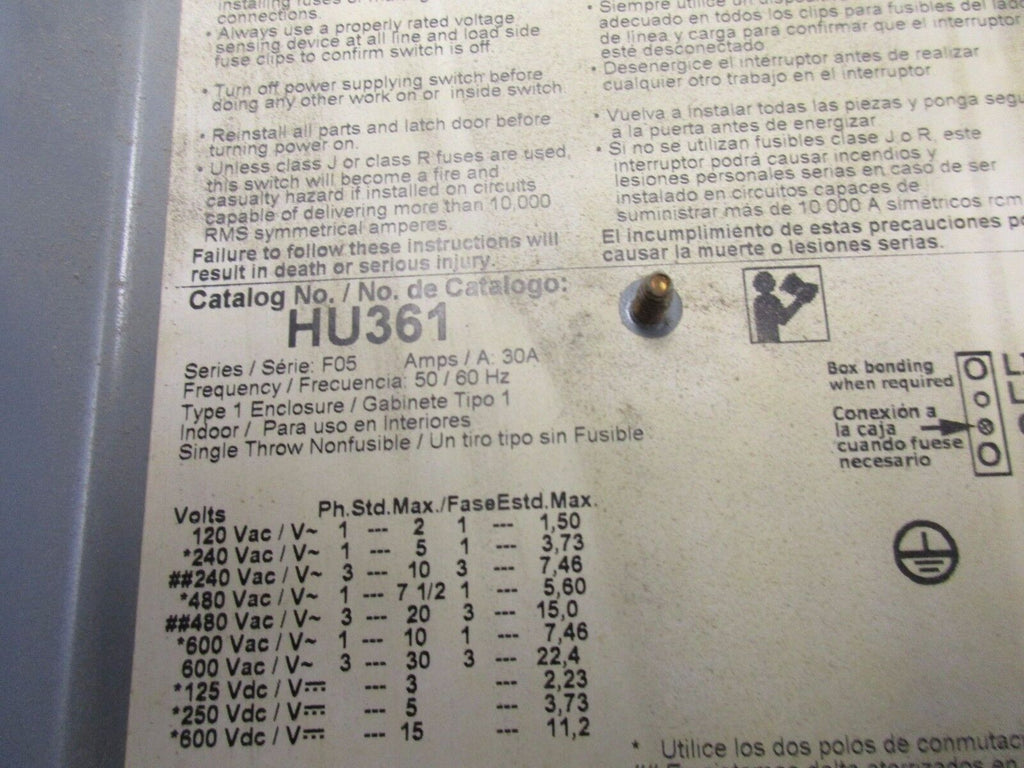 installing fuses or making
connections.
• Always use a properly rated voltage
sensing device at all line and load side
fuse clips to confirm switch is off.
• Turn off power supplying switch before
doing any other work on or inside switch
• Reinstall all parts and latch door before
turning power on.
• Unless class J or class R fuses are used,
this switch will become a fire and
casualty hazard if installed on circuits
capable of delivering more than 10,000
RMS symmetrical amperes.
Failure to follow these instructions will
result in death or serious injury.
• Siempre utilice un
adecuado en todos los clips para fusibles del lado
de línea y carga para confirmar que el interruptor
esté desconectado
• Desenergice el interruptor antes de realizar
cualquier otro trabajo en el interruptor
• Vuelva a instalar todas las piezas y ponga
a la puerta antes de energizar
• Si no se utilizan fusibles clase J o R, este
interruptor podrá causar incendios y
lesiones personales serias en caso de ser
instalado en circuitos capaces de
suministrar más de 10 000 A simétricos rcm
El incumplimiento de estas precauciones
causar la muerte o lesiones serias.
Catalog No. / No. de Catalogo:
HU361
Series / Série: F05 Amps / A: 30A
Frequency / Frecuencia: 50 / 60 Hz
Type 1 Enclosure / Gabinete Tipo 1
Indoor / Para uso en Interiores
Single Throw Nonfusible / Un tiro tipo sin Fusible
Box bonding
when required
Conexión a
la caja
cuando fuese
necesario
Volts Ph.Std.Max./FaseEstd.Max.
120 Vac / V~ 1 --- 2 1 --- 1,50
*240 Vac / V~ 1 --- 5 1 --- 3,73
##240 Vac / V~ 3 --- 10 3 --- 7,46
*480 Vac / V~ 1 --- 7 1/2 1 --- 5,60
##480 Vac / V~ 3 --- 20 3 --- 15,0
*600 Vac / V~ 1 --- 10 1 --- 7,46
600 Vac / V~ 3 --- 30 3 --- 22,4
*125 Vdc / V⎓ --- 3 --- 2,23
*250 Vdc / V⎓ --- 5 --- 3,73
*600 Vdc / V⎓ --- 15 --- 11,2
* Utilice los dos polos de
## En sistemas delta aterrizados en